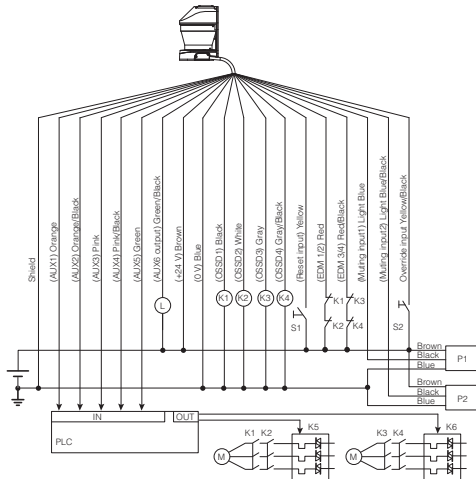 Shield
(AUX1) Orange
(AUX2) Orange/Black
(AUX3) Pink
(AUX4) Pink/Black
(AUX5) Green
(AUX6 output) Green/Black
(+24 V) Brown
(0 V) Blue
(OSSD1) Black
(OSSD2) White
(OSSD3) Gray
(OSSD4) Gray/Black
(Reset input) Yellow
(EDM 1/2) Red
(EDM 3/4) Red/Black
(Muting input1) Light Blue
(Muting input2) Light Blue/Black
Override input Yellow/Black
L
K1
K2
K3
K4
S1
K1
K3
K2
K4
S2
Brown
Black
Blue
P1
Brown
Black
Blue
P2
IN
OUT
PLC
K1
K2
K5
M
K3
K4
K6
M